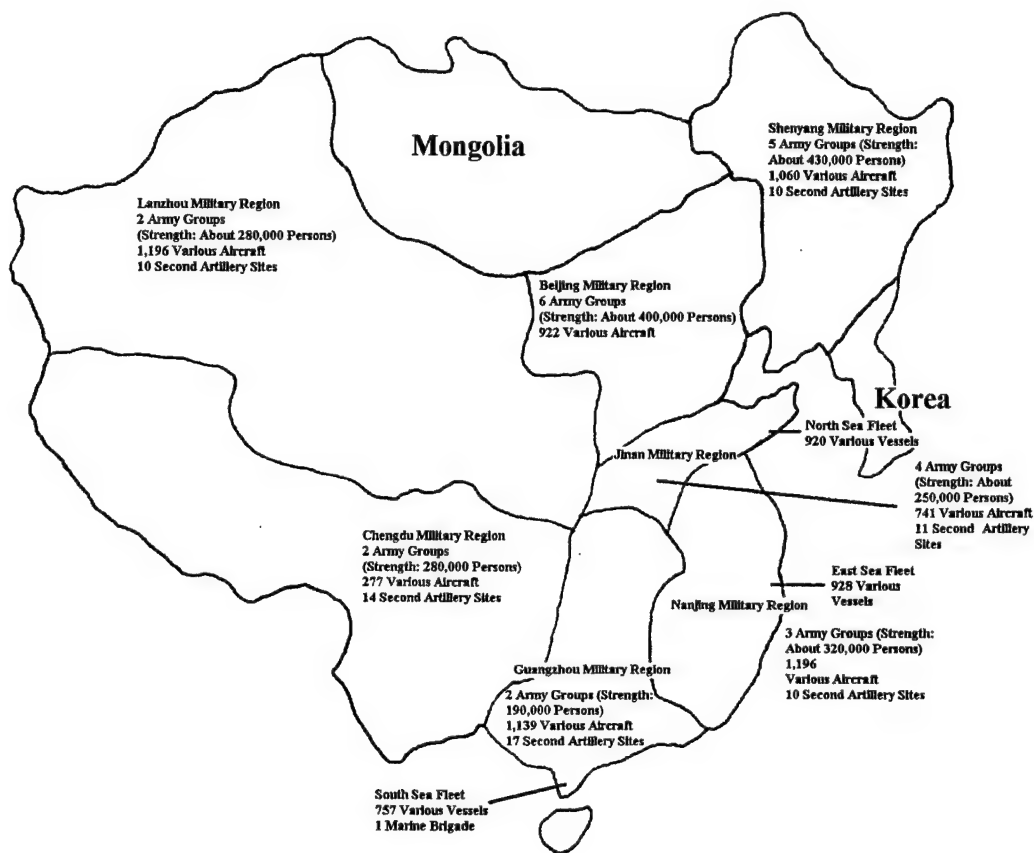 Mongolia
Shenyang Military Region
5 Army Groups (Strength:
About 430,000 Persons)
1,060 Various Aircraft
10 Second Artillery Sites
Lanzhou Military Region
2 Army Groups
(Strength: About 280,000 Persons)
1,196 Various Aircraft
10 Second Artillery Sites
Beijing Military Region
6 Army Groups
(Strength: About 400,000 Persons)
922 Various Aircraft
Korea
North Sea Fleet
920 Various Vessels
Jinan Military Region
4 Army Groups
(Strength: About
250,000 Persons)
741 Various Aircraft
11 Second Artillery
Sites
Chengdu Military Region
2 Army Groups
(Strength: 280,000 Persons)
277 Various Aircraft
14 Second Artillery Sites
East Sea Fleet
928 Various
Vessels
Nanjing Military Region
3 Army Groups (Strength:
About 320,000 Persons)
1,196
Various Aircraft
10 Second Artillery Sites
Guangzhou Military Region
2 Army Groups (Strength:
190,000 Persons)
1,139 Various Aircraft
17 Second Artillery Sites
South Sea Fleet
757 Various Vessels
1 Marine Brigade